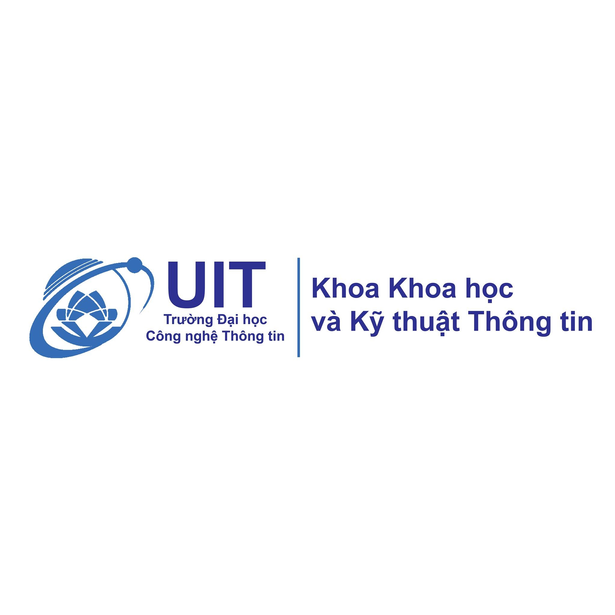 UIT
Trường Đại học
Công nghệ Thông tin
Khoa Khoa học
và Kỹ thuật Thông tin